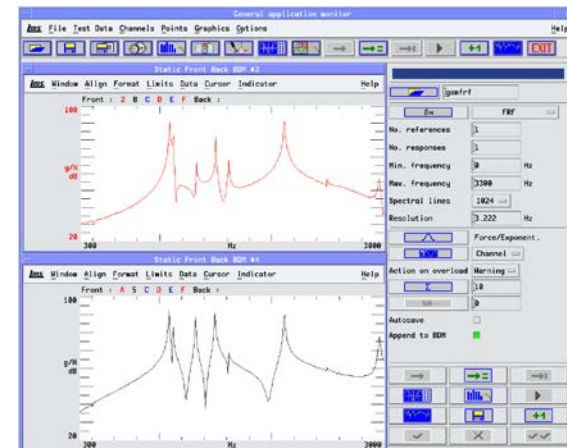 General application monitor
lms File Test Data Channels Points Graphics Options Help
EXIT
Static Front Back BDM #2
lms Window Align Format Limits Data Cursor Indicator Help
Front : 2 B C D E F Back :
100
g/N
dB
20
300 Hz 3000
Static Front Back BDM #4
lms Window Align Format Limits Data Cursor Indicator Help
Front : A 5 C D E F Back :
100
g/N
dB
20
300 Hz 3000
FRF
No. references 1
No. responses 1
Min. frequency 0 Hz
Max. frequency 3300 Hz
Spectral lines 1024
Resolution 3.222 Hz
Force/Exponent.
Channel
Action on overload Warning
Σ 10
0
Autosave
Append to BDM